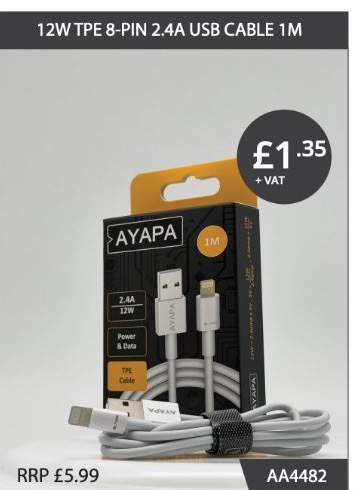 12W TPE 8-PIN 2.4A USB CABLE 1M
£1.35
+ VAT
AYAPA
1M
2.4A
12W
Power
& Data
TPE
Cable
AYAPA
AYAPA
AYAPA
RRP £5.99
AA4482